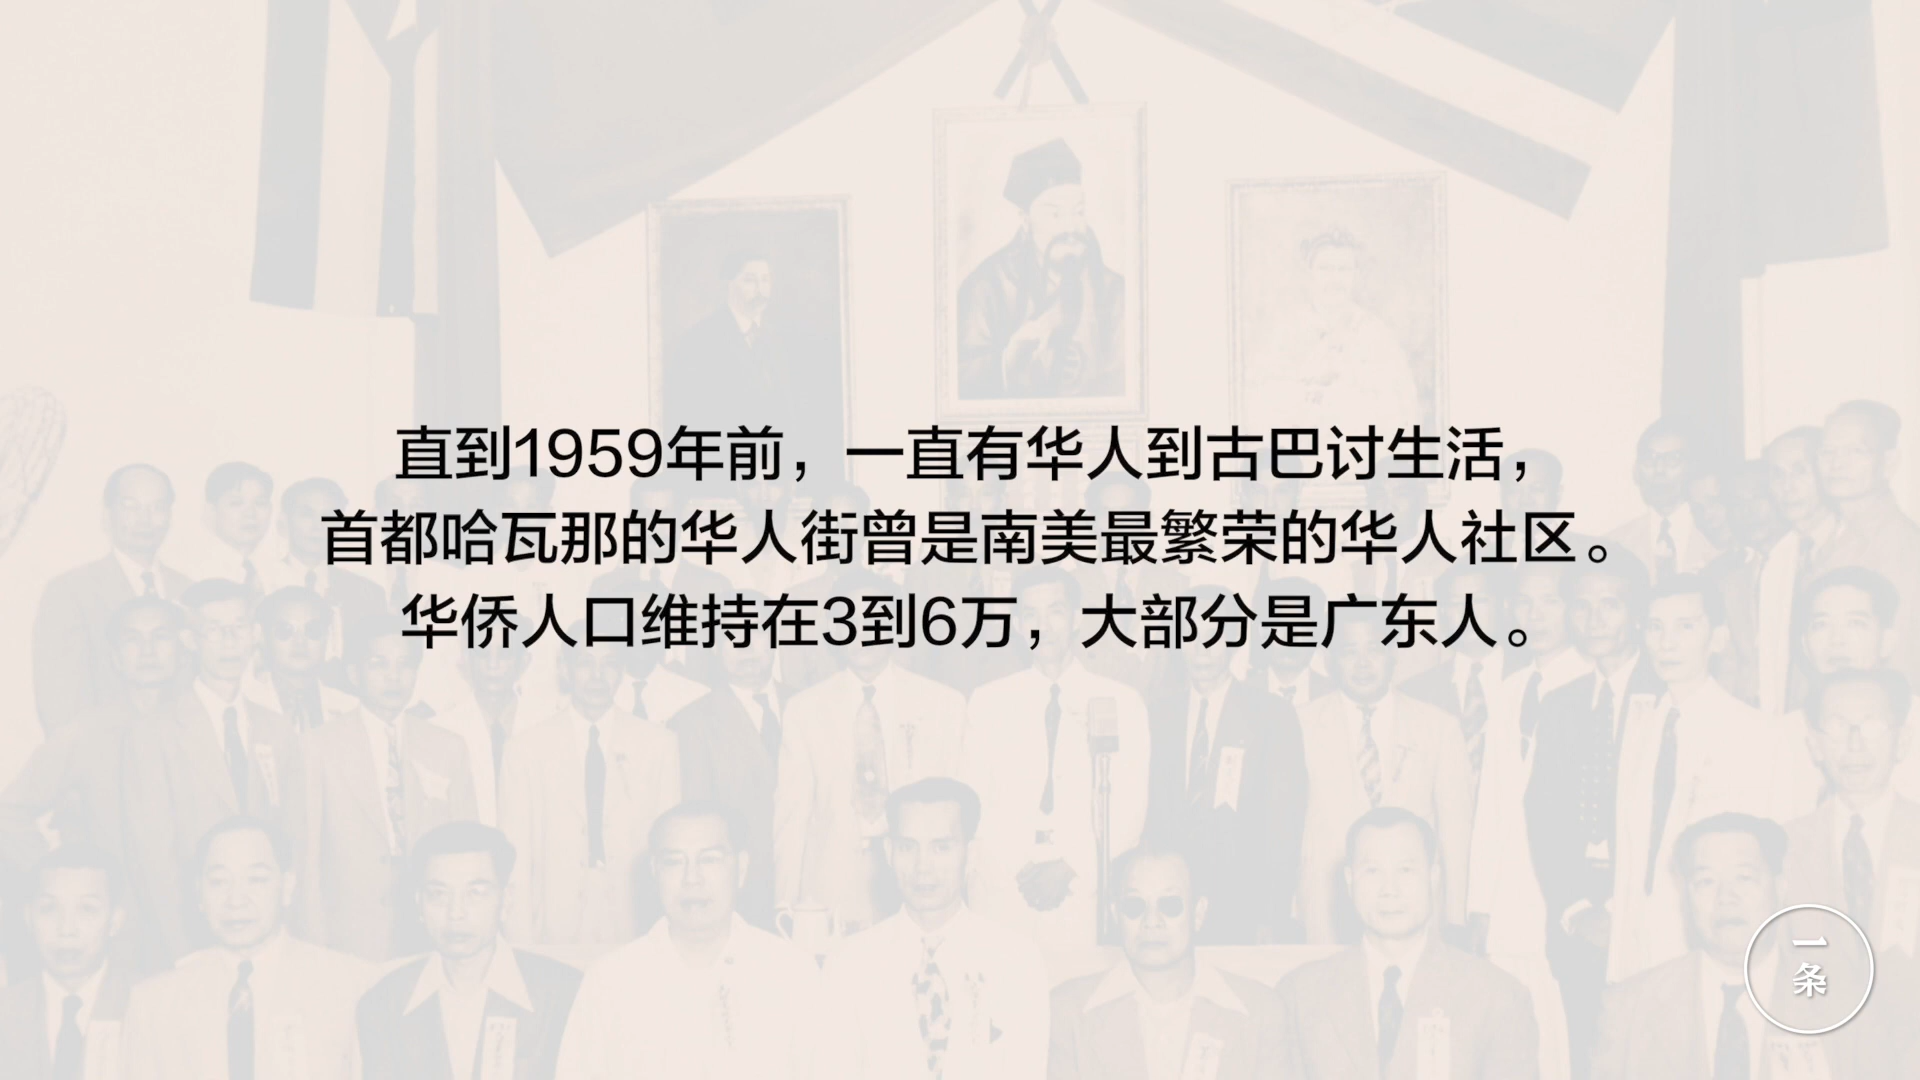 直到1959年前，一直有华人到古巴讨生活，
首都哈瓦那的华人街曾是南美最繁荣的华人社区。
华侨人口维持在3到6万，大部分是广东人。
一条